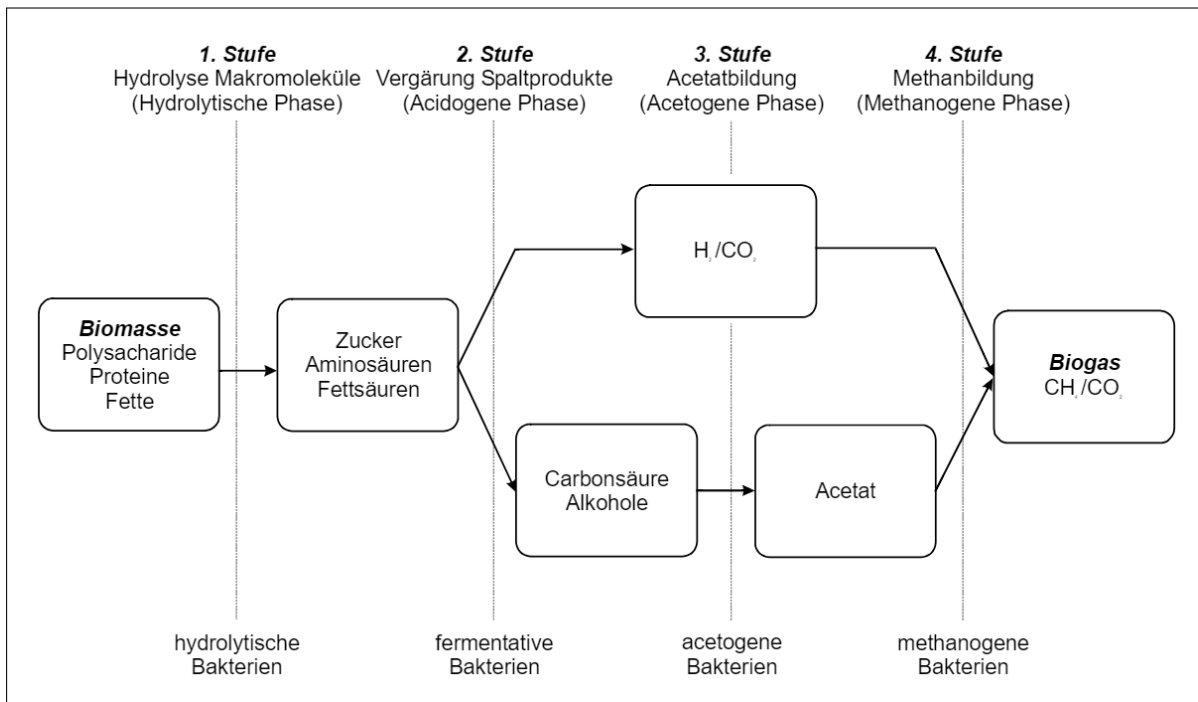 1. Stufe
Hydrolyse Makromoleküle
(Hydrolytische Phase)
2. Stufe
Vergärung Spaltprodukte
(Acidogene Phase)
3. Stufe
Acetatbildung
(Acetogene Phase)
4. Stufe
Methanbildung
(Methanogene Phase)
Biomasse
Polysacharide
Proteine
Fette
Zucker
Aminosäuren
Fettsäuren
H₂/CO₂
Carbonsäure
Alkohole
Acetat
Biogas
CH₄/CO₂
hydrolytische
Bakterien
fermentative
Bakterien
acetogene
Bakterien
methanogene
Bakterien